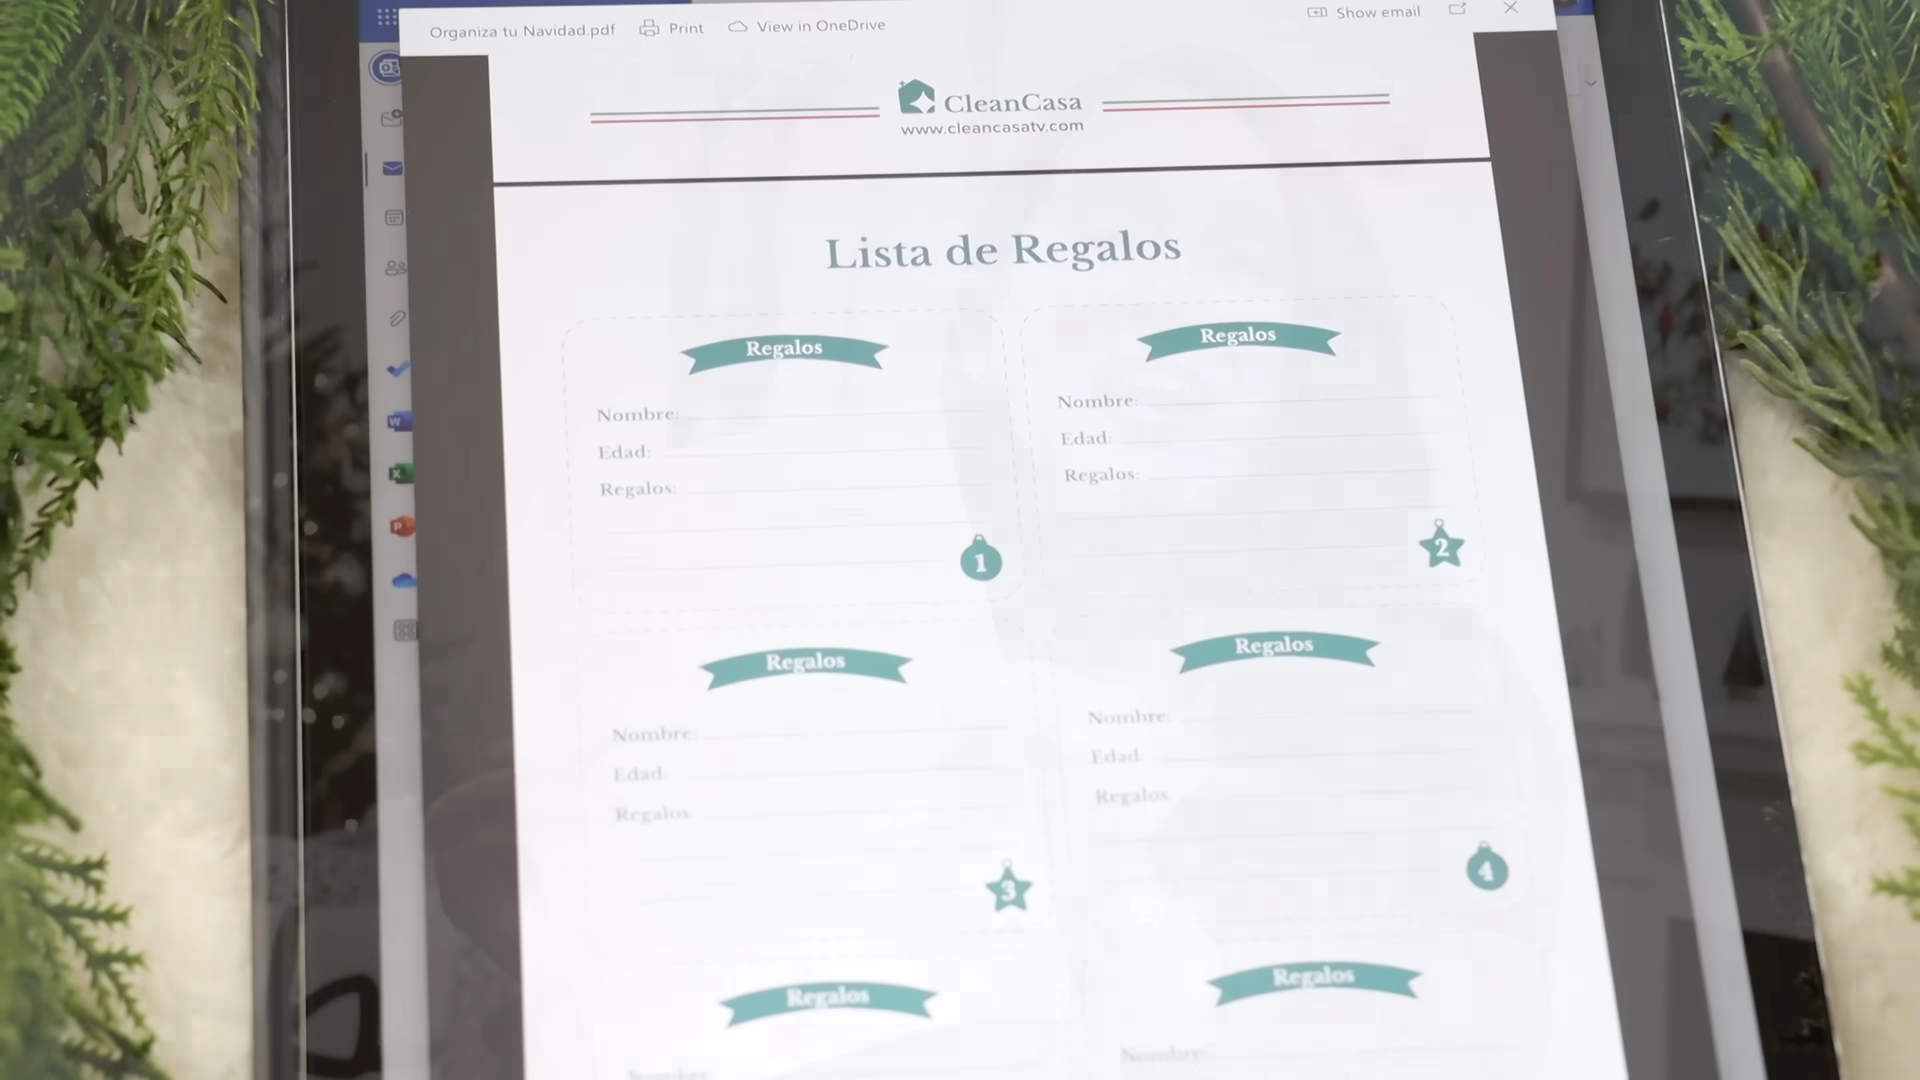 Organiza tu Navidad.pdf Print View in OneDrive Show email
CleanCasa
www.cleancasatv.com
Lista de Regalos
Regalos
Nombre:
Edad:
Regalos:
1
Regalos
Nombre:
Edad:
Regalos:
2
Regalos
Nombre:
Edad:
Regalos:
3
Regalos
Nombre:
Edad:
Regalos:
4
Regalos
Nombre:
Regalos
Nombre: